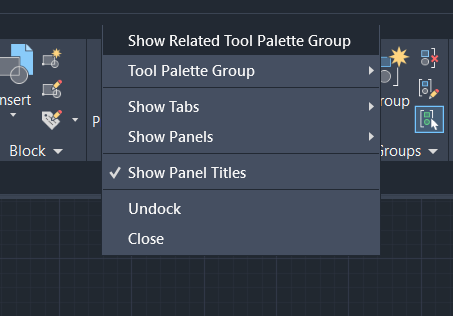 Show Related Tool Palette Group
Tool Palette Group
Show Tabs
Show Panels
Show Panel Titles
Undock
Close
nsert
P
Block
roup
Groups